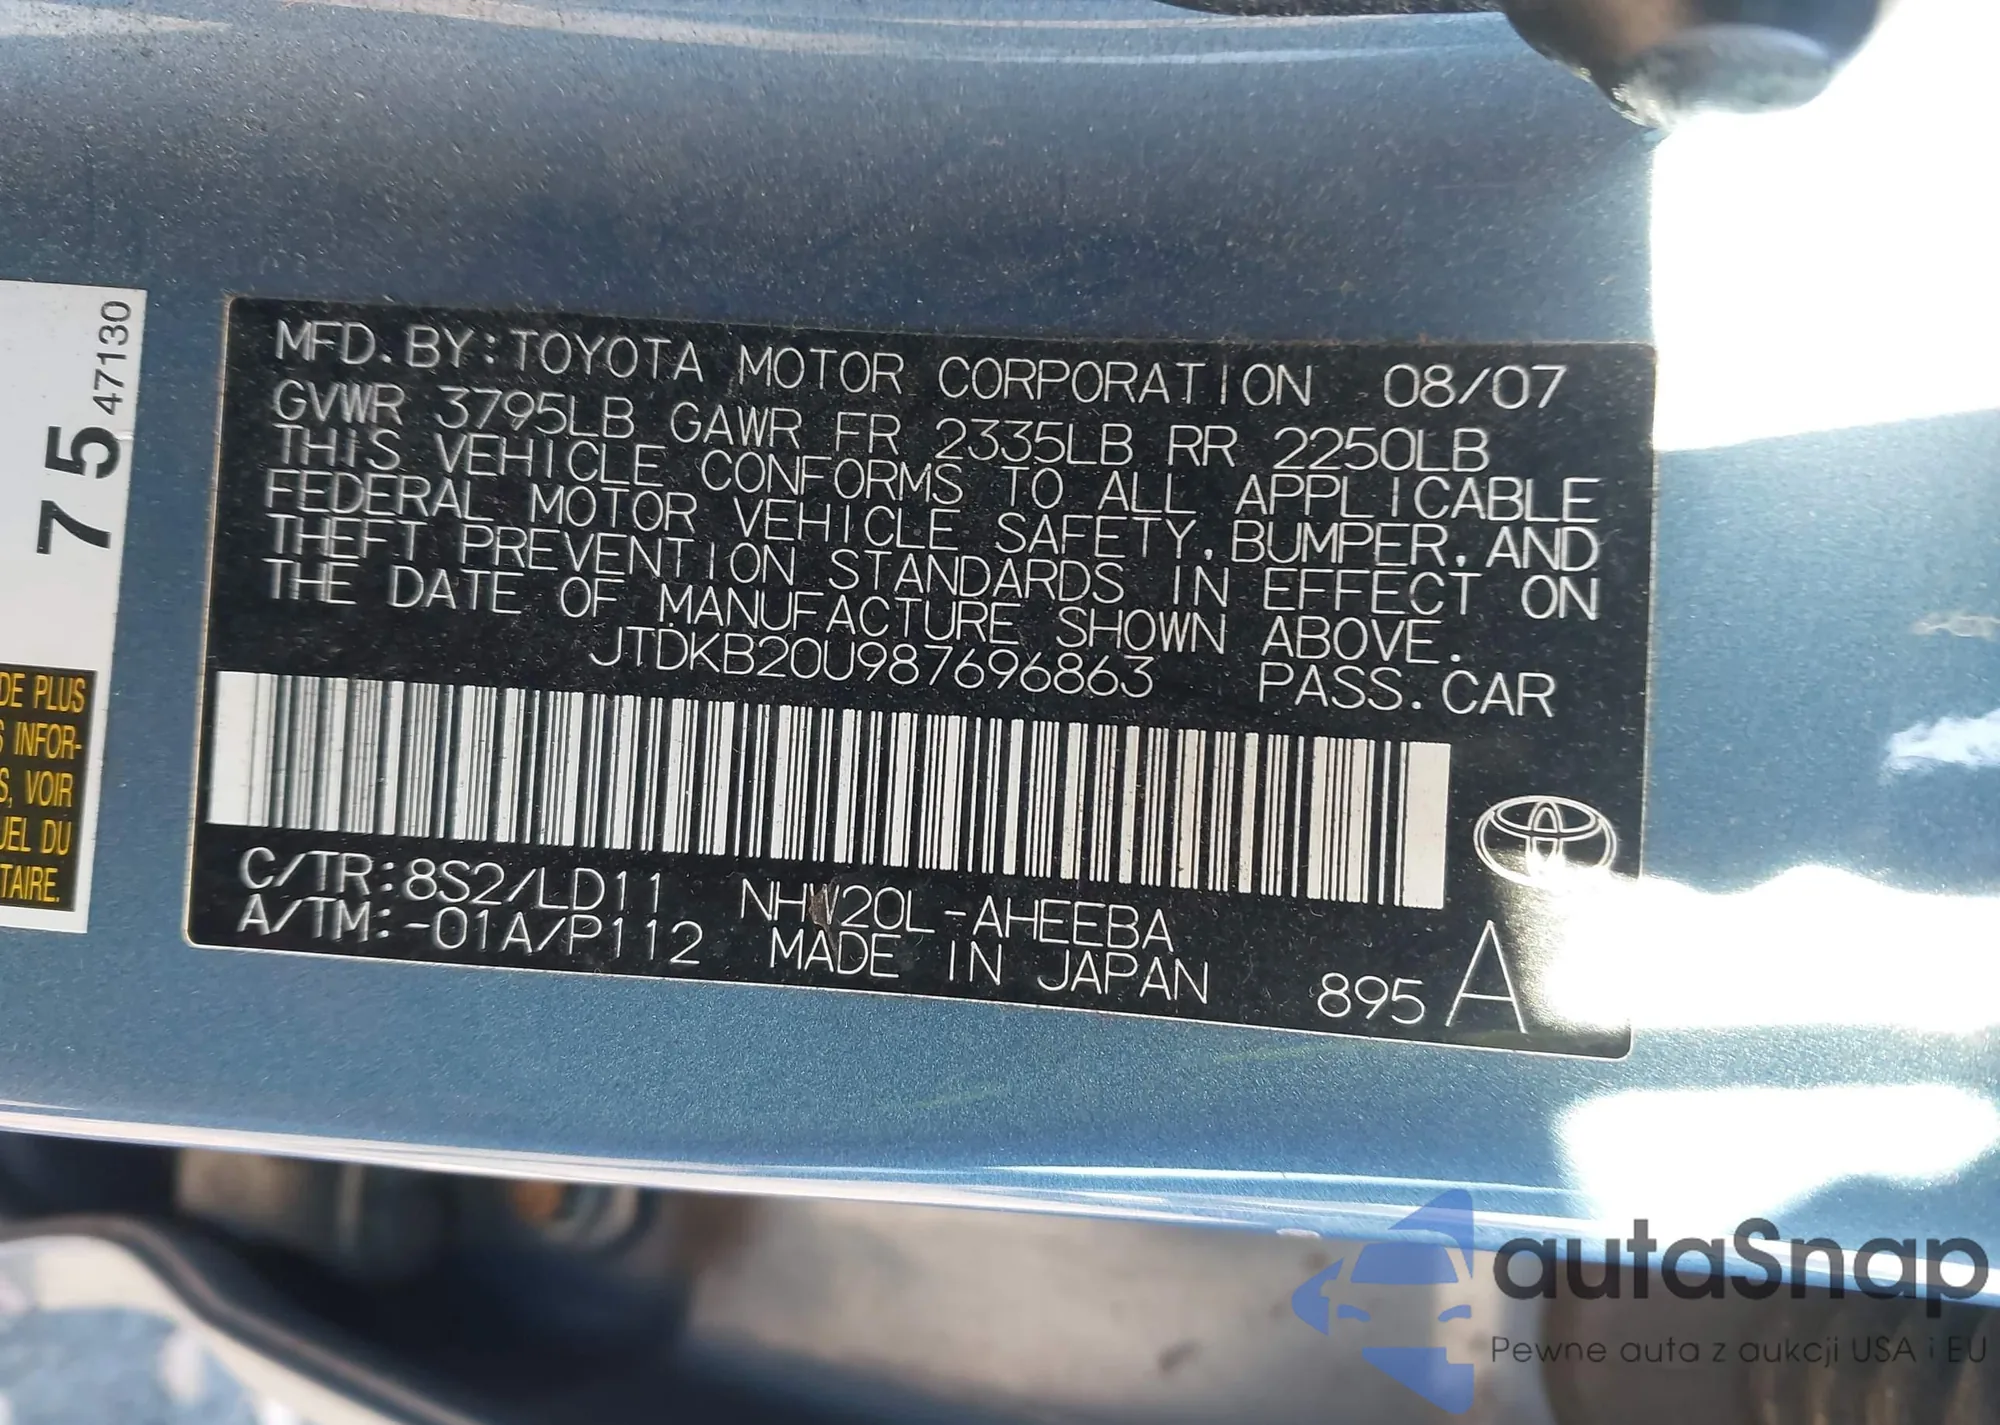 MFD. BY: TOYOTA MOTOR CORPORATION 08/07
GVWR 3795LB GAWR FR 2335LB RR 2250LB
THIS VEHICLE CONFORMS TO ALL APPLICABLE
FEDERAL MOTOR VEHICLE SAFETY, BUMPER, AND
THEFT PREVENTION STANDARDS IN EFFECT ON
THE DATE OF MANUFACTURE SHOWN ABOVE.
JTDKB20U987696863 PASS. CAR
C/TR: 8S2/LD11 NHW20L-AHEEBA
A/TM: -01A/P112 MADE IN JAPAN 895 A
75 47130
DE PLUS
S INFOR-
S, VOIR
UEL DU
TAIRE.
autaSnap
Pewne auta z aukcji USA i EU